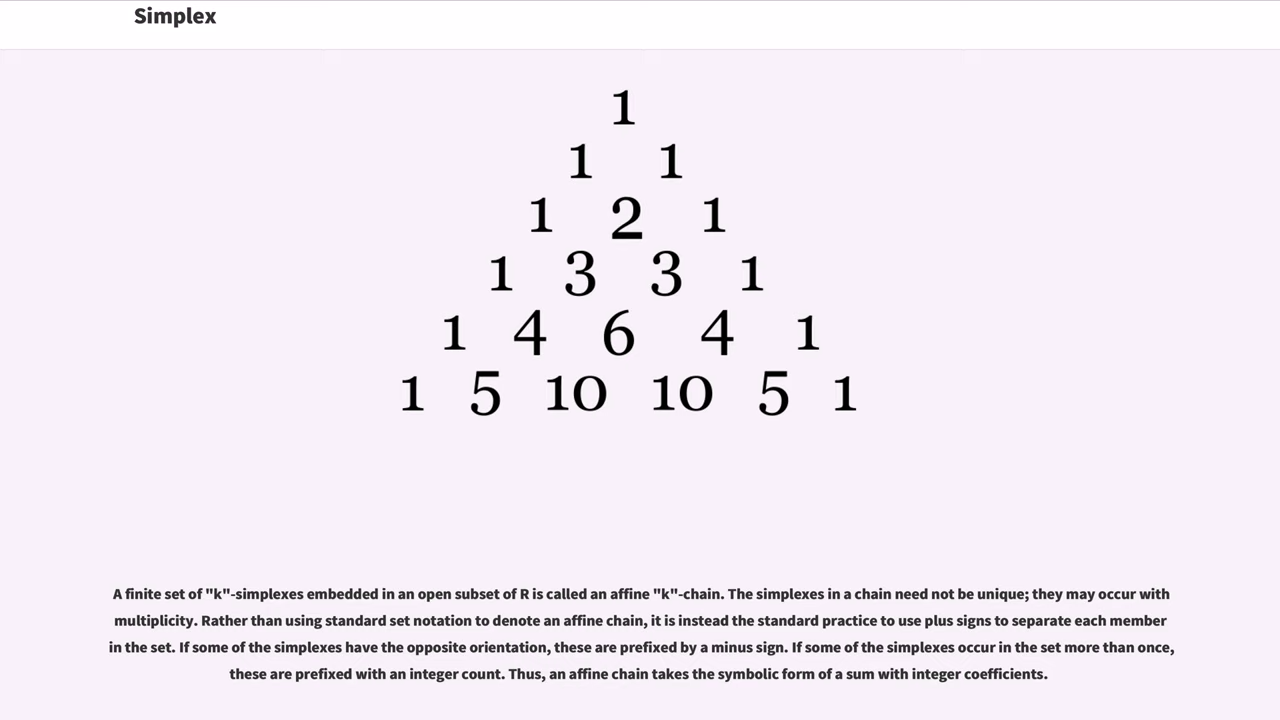 Simplex
1
1 1
1 2 1
1 3 3 1
1 4 6 4 1
1 5 10 10 5 1
A finite set of "k"-simplexes embedded in an open subset of R is called an affine "k"-chain. The simplexes in a chain need not be unique; they may occur with
multiplicity. Rather than using standard set notation to denote an affine chain, it is instead the standard practice to use plus signs to separate each member
in the set. If some of the simplexes have the opposite orientation, these are prefixed by a minus sign. If some of the simplexes occur in the set more than once,
these are prefixed with an integer count. Thus, an affine chain takes the symbolic form of a sum with integer coefficients.